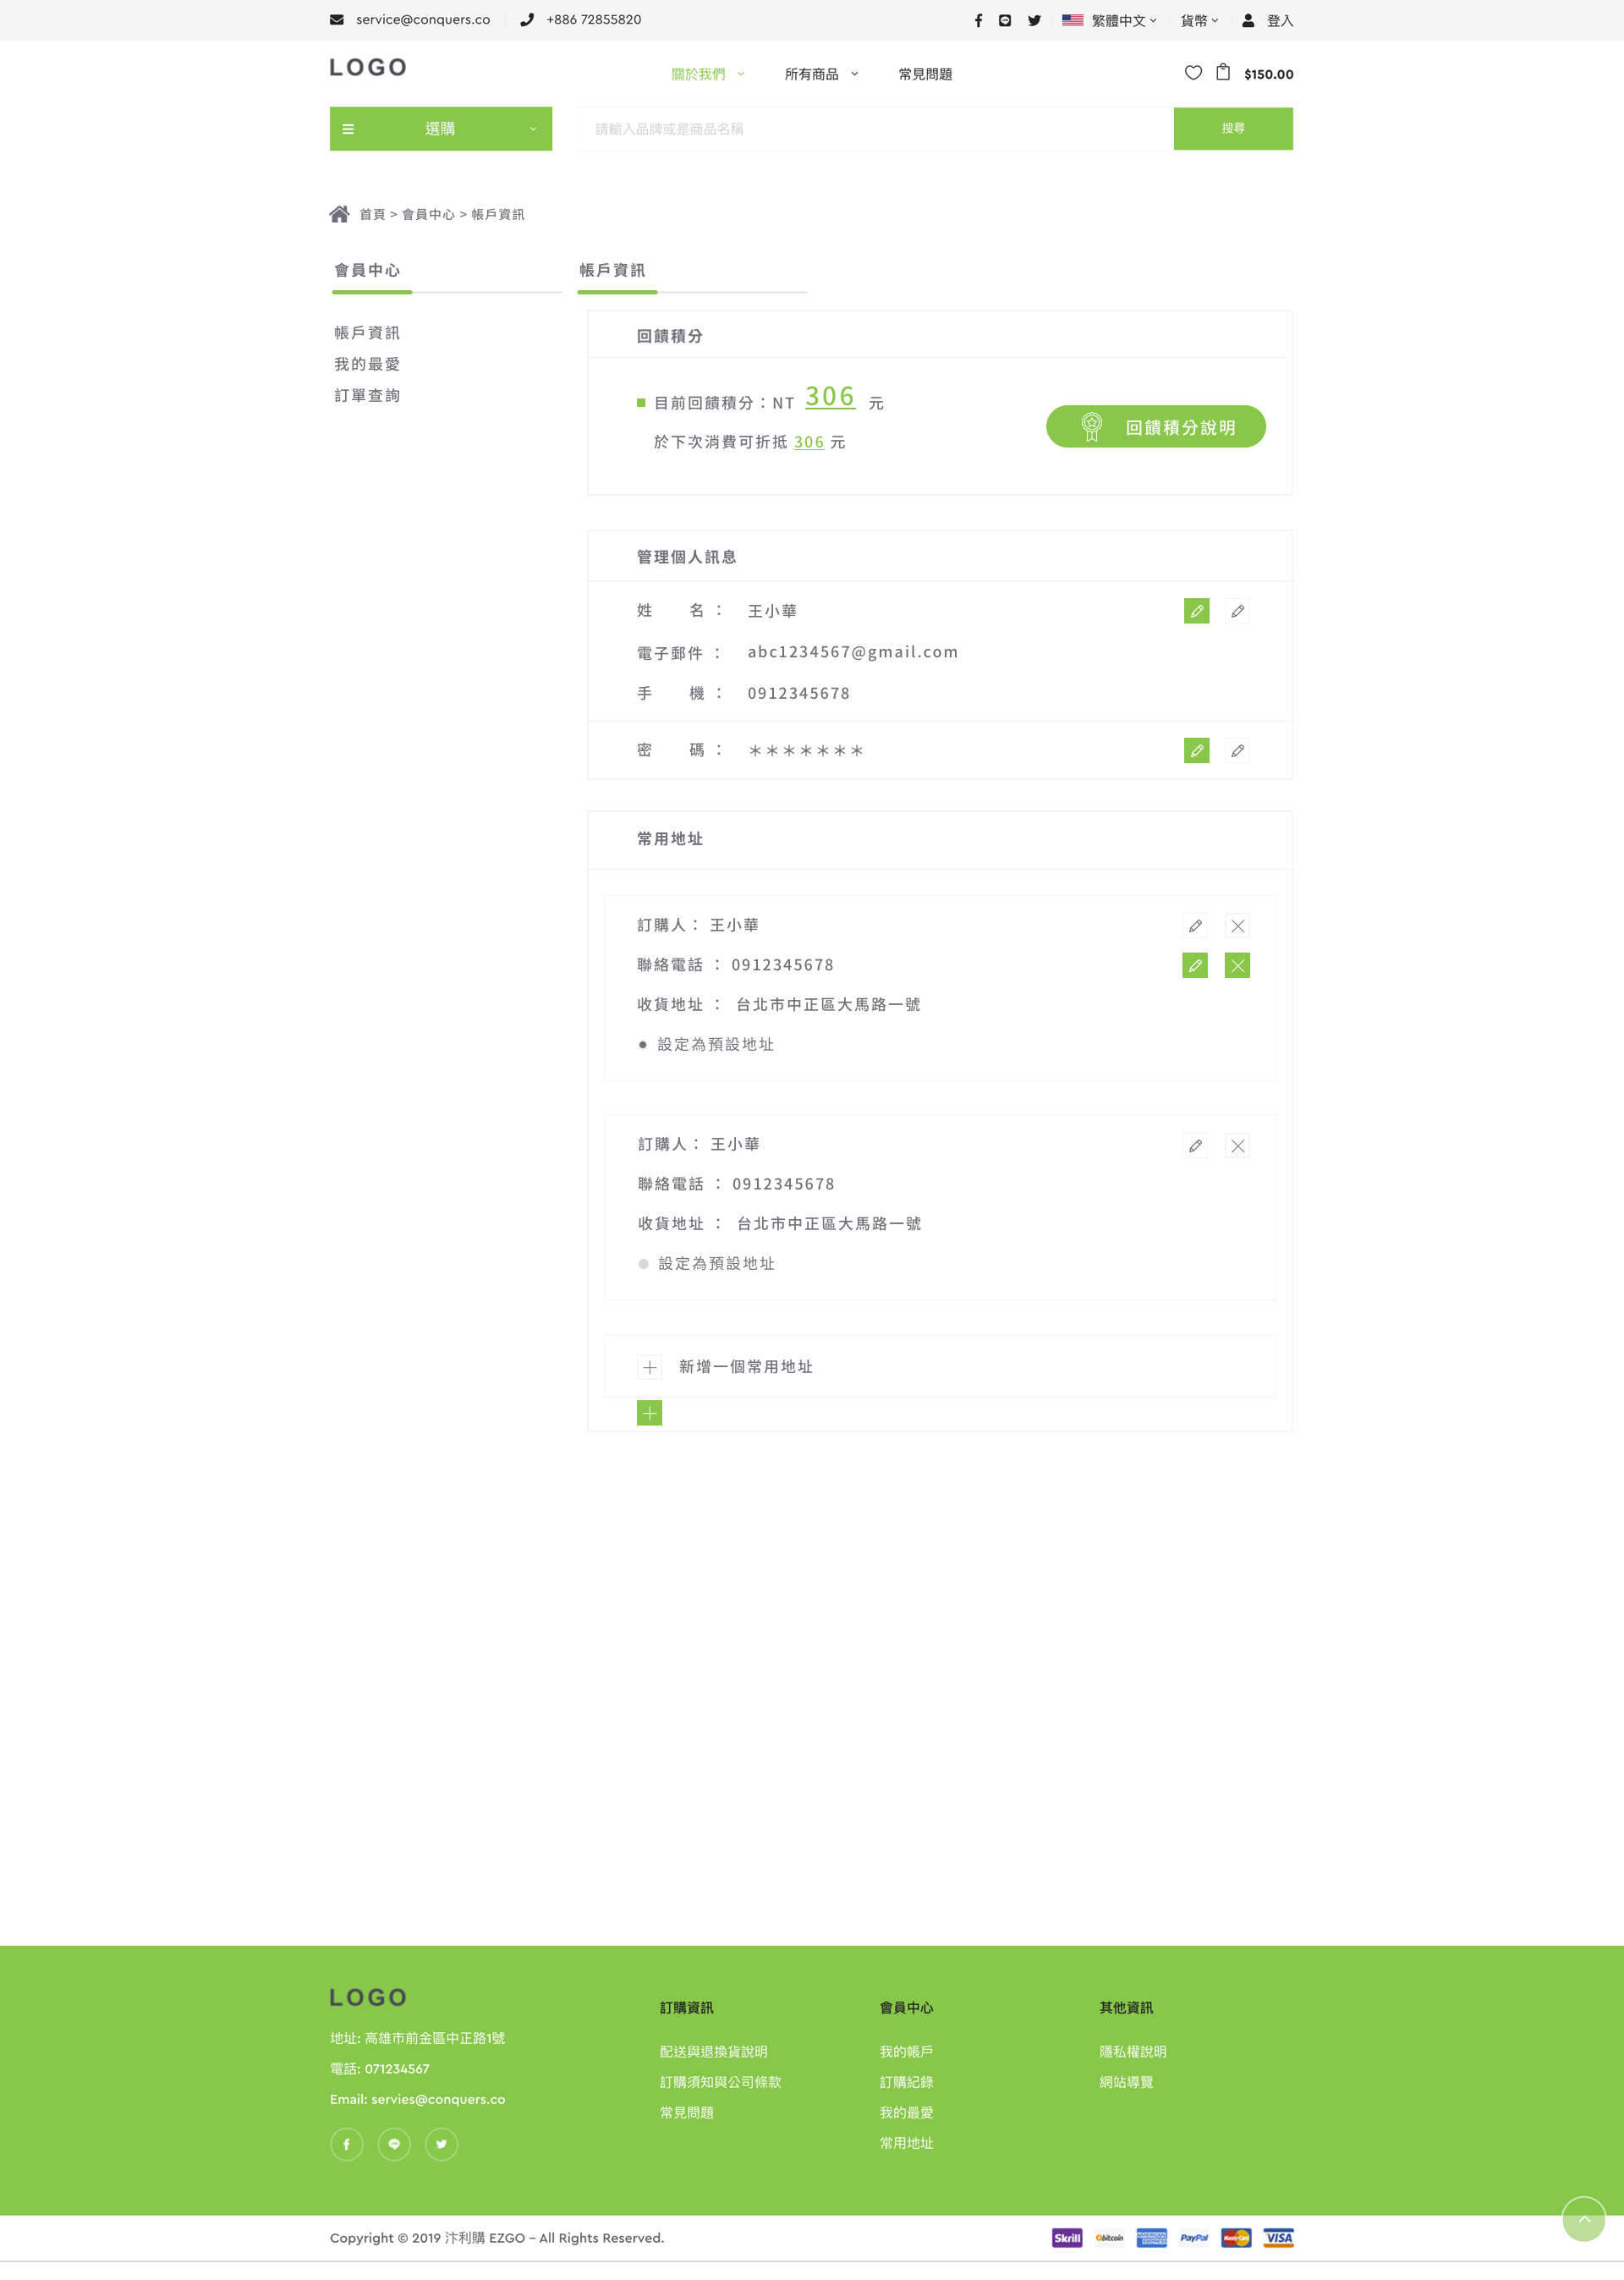 service@conquers.co
+886 72855820
繁體中文
貨幣
登入
LOGO
關於我們
所有商品
常見問題
$150.00
選購
請輸入品牌或是商品名稱
搜尋
首頁 > 會員中心 > 帳戶資訊
會員中心
帳戶資訊
我的最愛
訂單查詢
帳戶資訊
回饋積分
目前回饋積分：NT 306 元
於下次消費可折抵 306 元
回饋積分說明
管理個人訊息
姓 名 ： 王小華
電子郵件 ： abc1234567@gmail.com
手 機 ： 0912345678
密 碼 ： ＊＊＊＊＊＊＊
常用地址
訂購人： 王小華
聯絡電話 ： 0912345678
收貨地址 ： 台北市中正區大馬路一號
設定為預設地址
訂購人： 王小華
聯絡電話 ： 0912345678
收貨地址 ： 台北市中正區大馬路一號
設定為預設地址
新增一個常用地址
LOGO
地址: 高雄市前金區中正路1號
電話: 071234567
Email: servies@conquers.co
訂購資訊
配送與退換貨說明
訂購須知與公司條款
常見問題
會員中心
我的帳戶
訂購紀錄
我的最愛
常用地址
其他資訊
隱私權說明
網站導覽
Copyright © 2019 汴利購 EZGO - All Rights Reserved.
Skrill
bitcoin
AMERICAN EXPRESS
PayPal
MasterCard
VISA